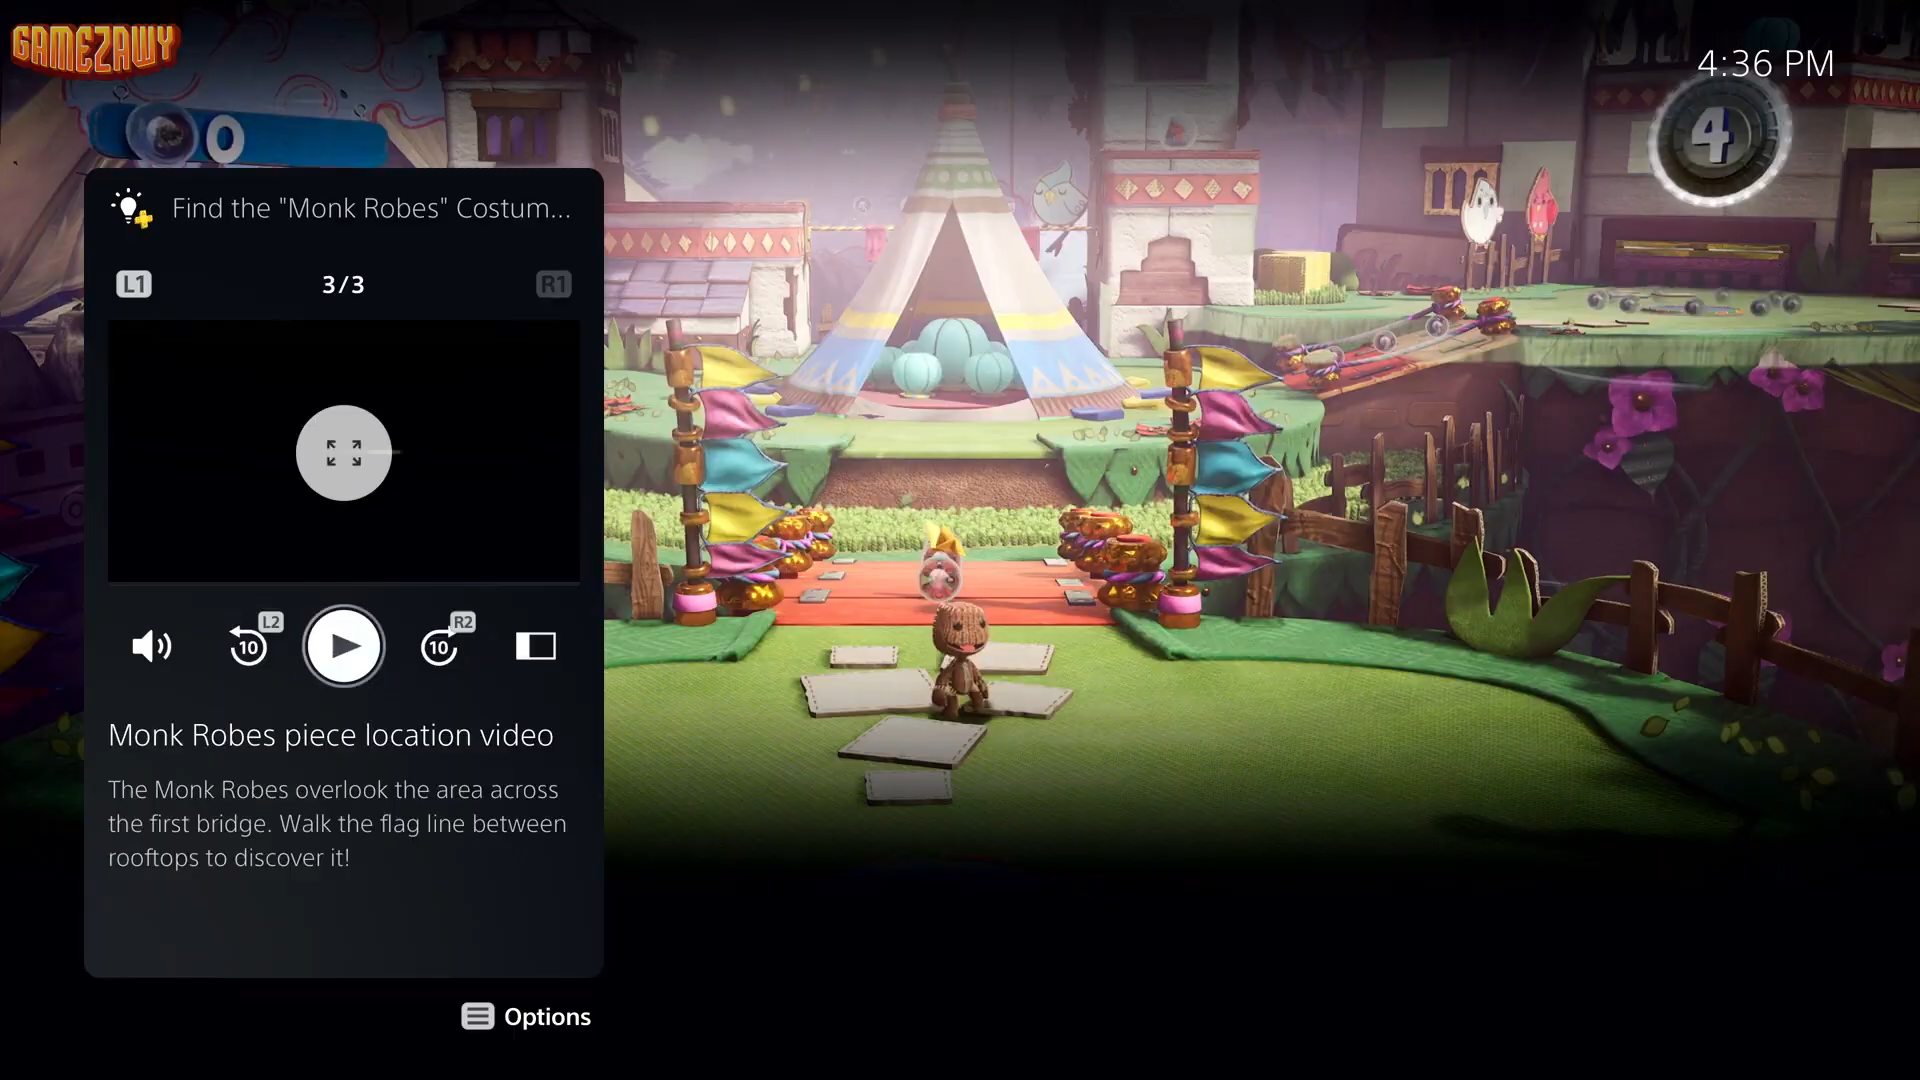 GAMEZAWY
4:36 PM
0
4
Find the "Monk Robes" Costum...
L1
3/3
R1
L2
10
R2
10
Monk Robes piece location video
The Monk Robes overlook the area across
the first bridge. Walk the flag line between
rooftops to discover it!
Options